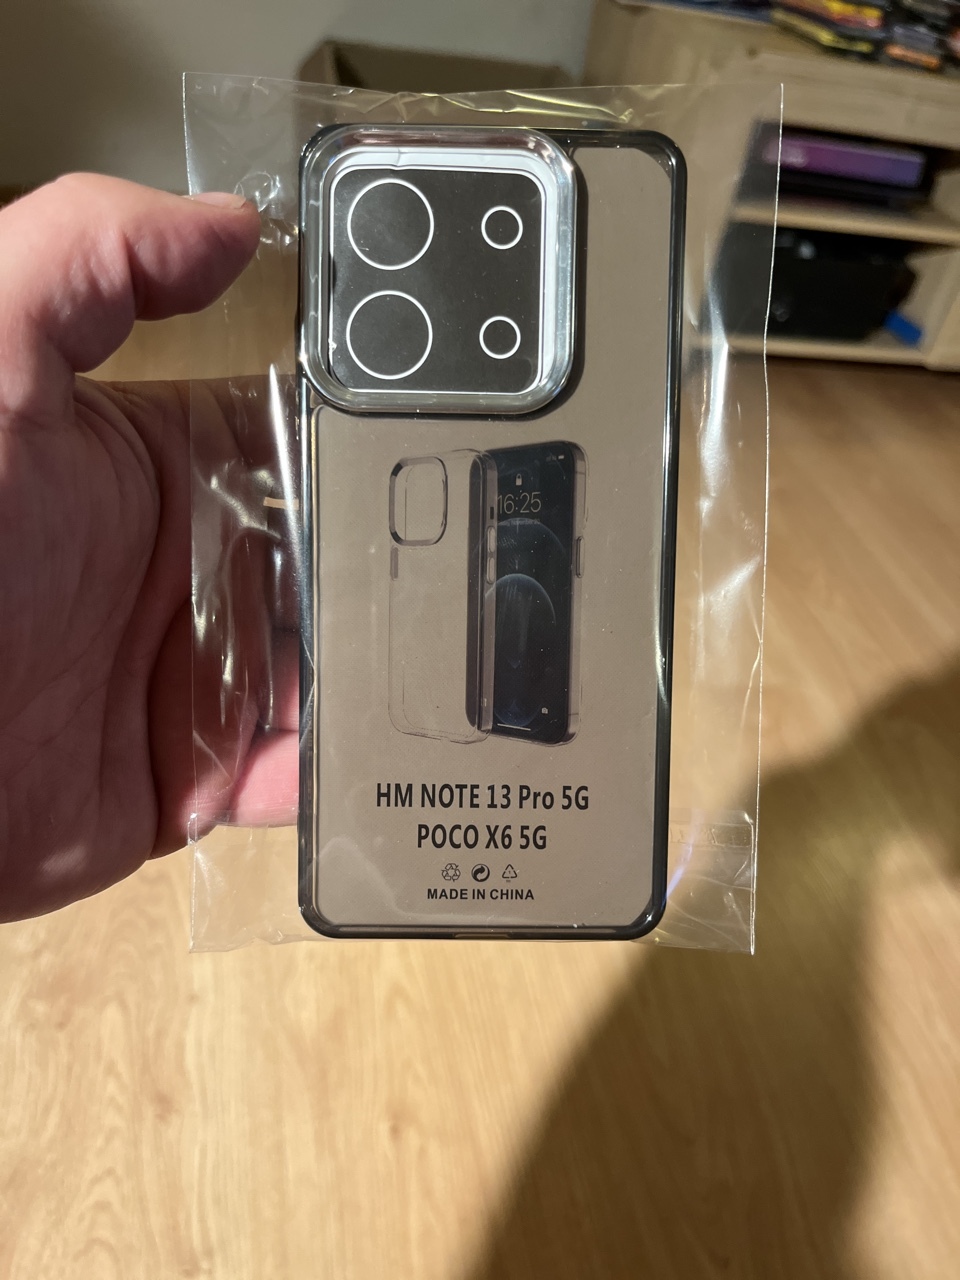 16:25
HM NOTE 13 Pro 5G
POCO X6 5G
MADE IN CHINA